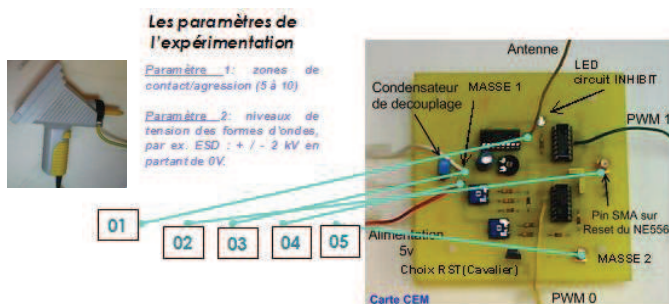 Les paramètres de
l'expérimentation
Paramètre 1: zones de
contact/agression (5 à 10)
Paramètre 2: niveaux de
tension des formes d'ondes,
par ex. ESD : + / - 2 kV en
partant de 0V.
01
02
03
04
05
Antenne
LED
circuit INHIBIT
Condensateur
de decouplage
MASSE 1
PWM 1
Pin SMA sur
Reset du NE556
Alimentation
5v
MASSE 2
Choix RST(Cavalier)
Carte CEM
PWM 0